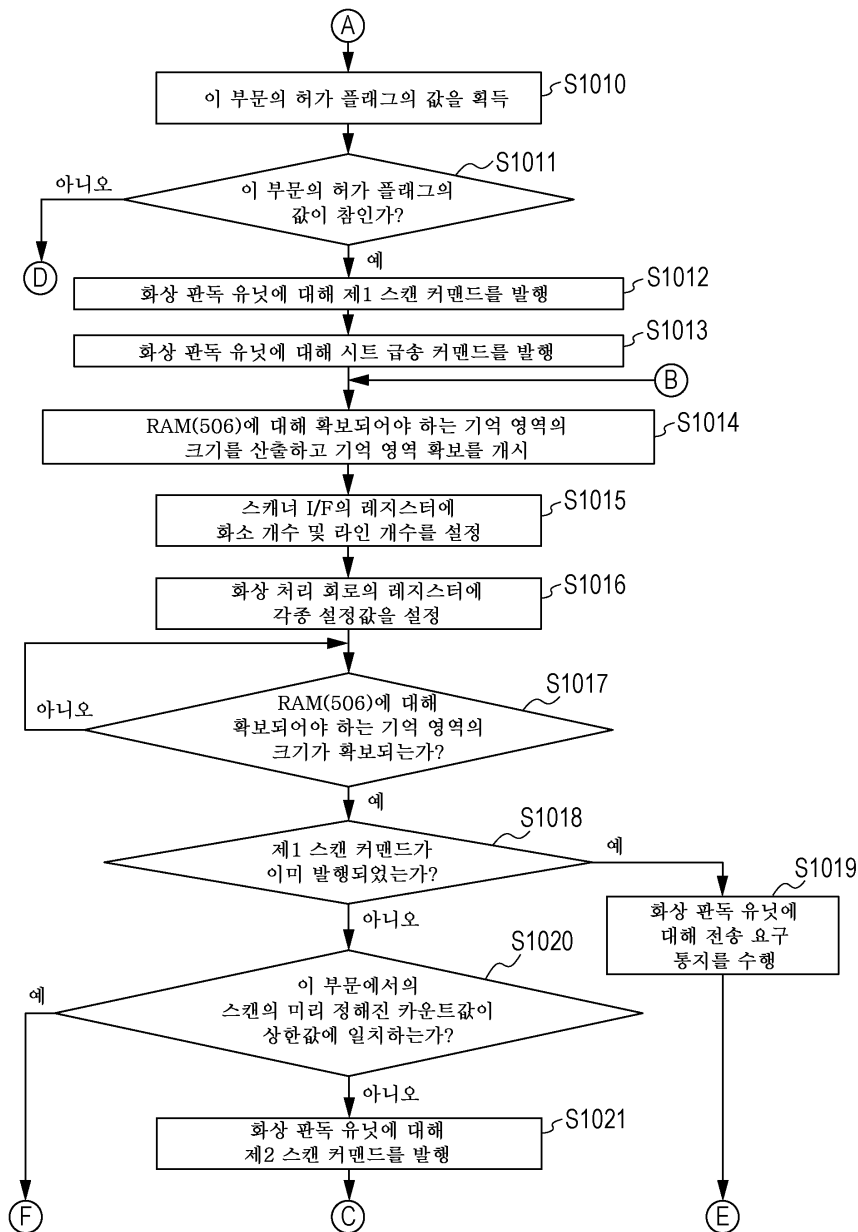 A
이 부문의 허가 플래그의 값을 획득
S1010
S1011
아니오
이 부문의 허가 플래그의
값이 참인가?
D
예
화상 판독 유닛에 대해 제1 스캔 커맨드를 발행
S1012
화상 판독 유닛에 대해 시트 급송 커맨드를 발행
S1013
B
RAM(506)에 대해 확보되어야 하는 기억 영역의
크기를 산출하고 기억 영역 확보를 개시
S1014
스캐너 I/F의 레지스터에
화소 개수 및 라인 개수를 설정
S1015
화상 처리 회로의 레지스터에
각종 설정값을 설정
S1016
S1017
아니오
RAM(506)에 대해
확보되어야 하는 기억 영역의
크기가 확보되는가?
예
S1018
제1 스캔 커맨드가
이미 발행되었는가?
예
S1019
화상 판독 유닛에
대해 전송 요구
통지를 수행
아니오
S1020
예
이 부문에서의
스캔의 미리 정해진 카운트값이
상한값에 일치하는가?
아니오
화상 판독 유닛에 대해
제2 스캔 커맨드를 발행
S1021
F
C
E